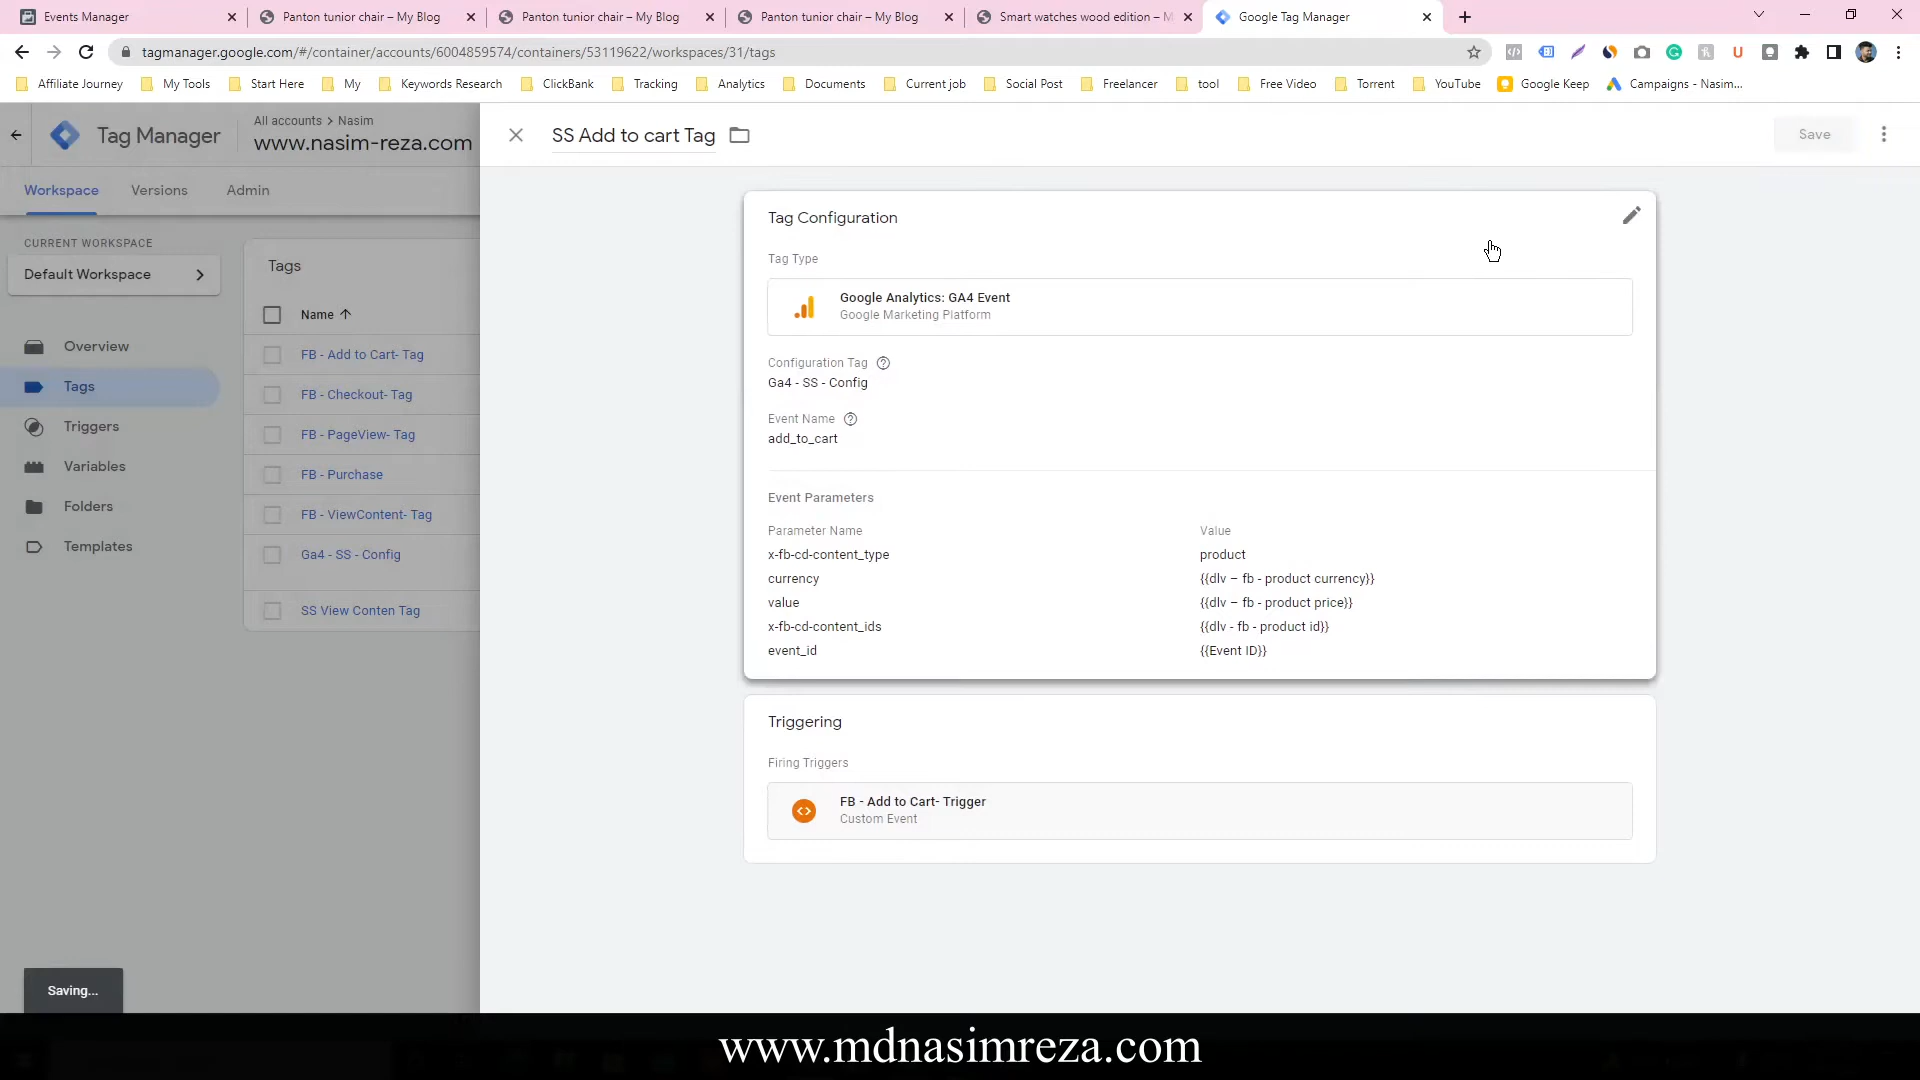 Events Manager
Panton tunior chair – My Blog
Panton tunior chair – My Blog
Panton tunior chair – My Blog
Smart watches wood edition – M
Google Tag Manager
tagmanager.google.com/#/container/accounts/6004859574/containers/53119622/workspaces/31/tags
Affiliate Journey
My Tools
Start Here
My
Keywords Research
ClickBank
Tracking
Analytics
Documents
Current job
Social Post
Freelancer
tool
Free Video
Torrent
YouTube
Google Keep
Campaigns - Nasim...
Tag Manager
All accounts > Nasim
www.nasim-reza.com
SS Add to cart Tag
Save
Workspace
Versions
Admin
CURRENT WORKSPACE
Default Workspace
Overview
Tags
Triggers
Variables
Folders
Templates
Tags
Name
FB - Add to Cart- Tag
FB - Checkout- Tag
FB - PageView- Tag
FB - Purchase
FB - ViewContent- Tag
Ga4 - SS - Config
SS View Conten Tag
Tag Configuration
Tag Type
Google Analytics: GA4 Event
Google Marketing Platform
Configuration Tag
Ga4 - SS - Config
Event Name
add_to_cart
Event Parameters
Parameter Name Value
x-fb-cd-content_type product
currency {{dlv – fb - product currency}}
value {{dlv – fb - product price}}
x-fb-cd-content_ids {{dlv - fb - product id}}
event_id {{Event ID}}
Triggering
Firing Triggers
FB - Add to Cart- Trigger
Custom Event
Saving...
www.mdnasimreza.com